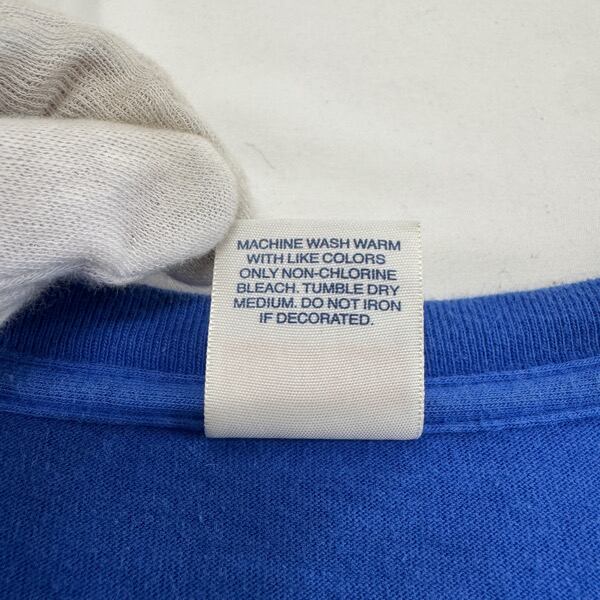 MACHINE WASH WARM
WITH LIKE COLORS
ONLY NON-CHLORINE
BLEACH. TUMBLE DRY
MEDIUM. DO NOT IRON
IF DECORATED.